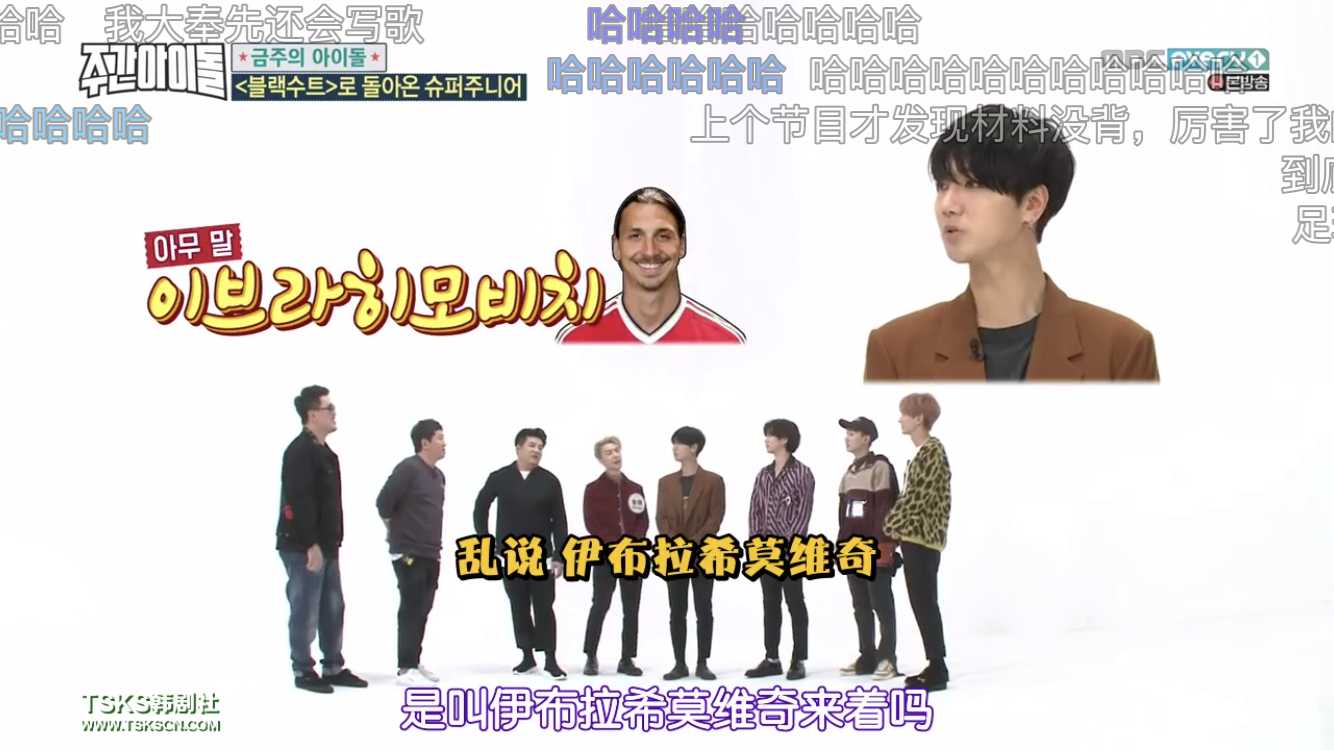 哈哈 我大奉先还会写歌 哈哈哈哈 哈哈哈哈哈
주간아이돌
금주의 아이돌
<블랙수트>로 돌아온 슈퍼주니어
본방송
哈哈哈哈哈哈 哈哈哈哈哈哈哈哈
哈哈哈哈
上个节目才发现材料没背，厉害了我
到
足
아무 말
이브라히모비치
乱说 伊布拉希莫维奇
TSKS韩剧社
WWW.TSKSCN.COM
是叫伊布拉希莫维奇来着吗